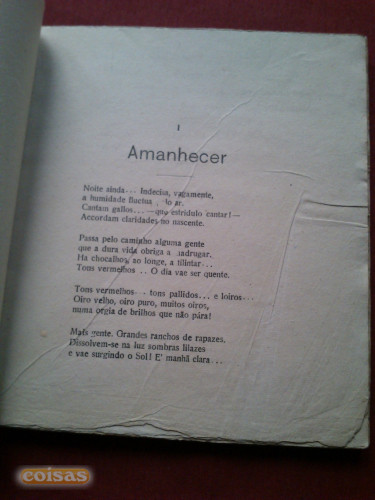 I
Amanhecer
Noite ainda... Indecisa, vagamente,
a humidade fluctua ar.
Cantam gallos... —que estridulo cantar!—
Accordam claridades no nascente.
Passa pelo caminho alguma gente
que a dura vida obriga a madrugar.
Ha chocalhos, ao longe, a tilintar...
Tons vermelhos... O dia vae ser quente.
Tons vermelhos... tons pallidos... e loiros...
Oiro velho, oiro puro, muitos oiros,
numa orgia de brilhos que não pára!
Mais gente. Grandes ranchos de rapazes.
Dissolvem-se na luz sombras lilazes
e vae surgindo o Sol! E' manhã clara...
coisas